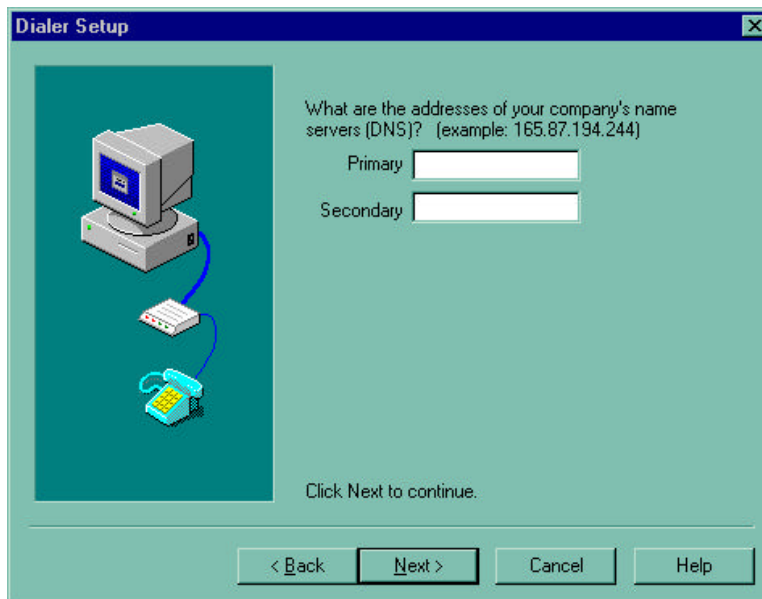 Dialer Setup
What are the addresses of your company's name
servers (DNS)? (example: 165.87.194.244)
Primary
Secondary
Click Next to continue.
< Back
Next >
Cancel
Help